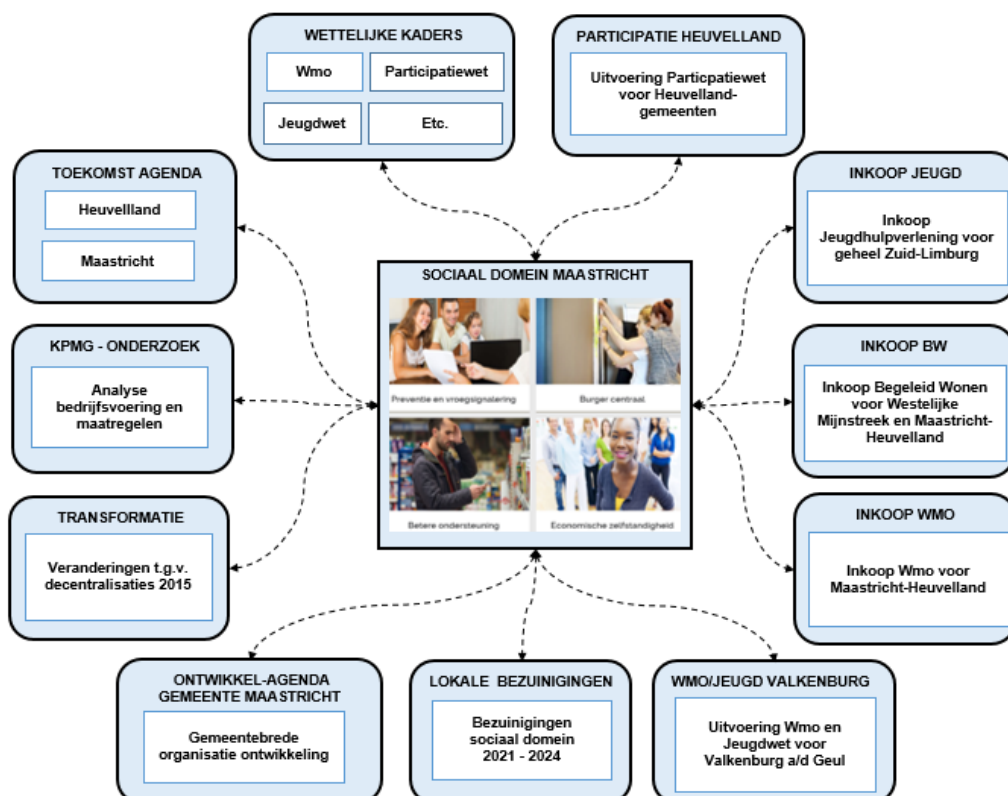 WETTELIJKE KADERS
Wmo
Participatiewet
Jeugdwet
Etc.
PARTICIPATIE HEUVELLAND
Uitvoering Particpatiewet
voor Heuvelland-
gemeenten
TOEKOMST AGENDA
Heuvellland
Maastricht
INKOOP JEUGD
Inkoop
Jeugdhulpverlening voor
geheel Zuid-Limburg
SOCIAAL DOMEIN MAASTRICHT
Preventie en vroegsignalering
Burger centraal
Betere ondersteuning
Economische zelfstandigheid
KPMG - ONDERZOEK
Analyse
bedrijfsvoering en
maatregelen
INKOOP BW
Inkoop Begeleid Wonen
voor Westelijke
Mijnstreek en Maastricht-
Heuvelland
TRANSFORMATIE
Veranderingen t.g.v.
decentralisaties 2015
INKOOP WMO
Inkoop Wmo voor
Maastricht-Heuvelland
ONTWIKKEL-AGENDA
GEMEENTE MAASTRICHT
Gemeentebrede
organisatie ontwikkeling
LOKALE BEZUINIGINGEN
Bezuinigingen
sociaal domein
2021 - 2024
WMO/JEUGD VALKENBURG
Uitvoering Wmo en
Jeugdwet voor
Valkenburg a/d Geul